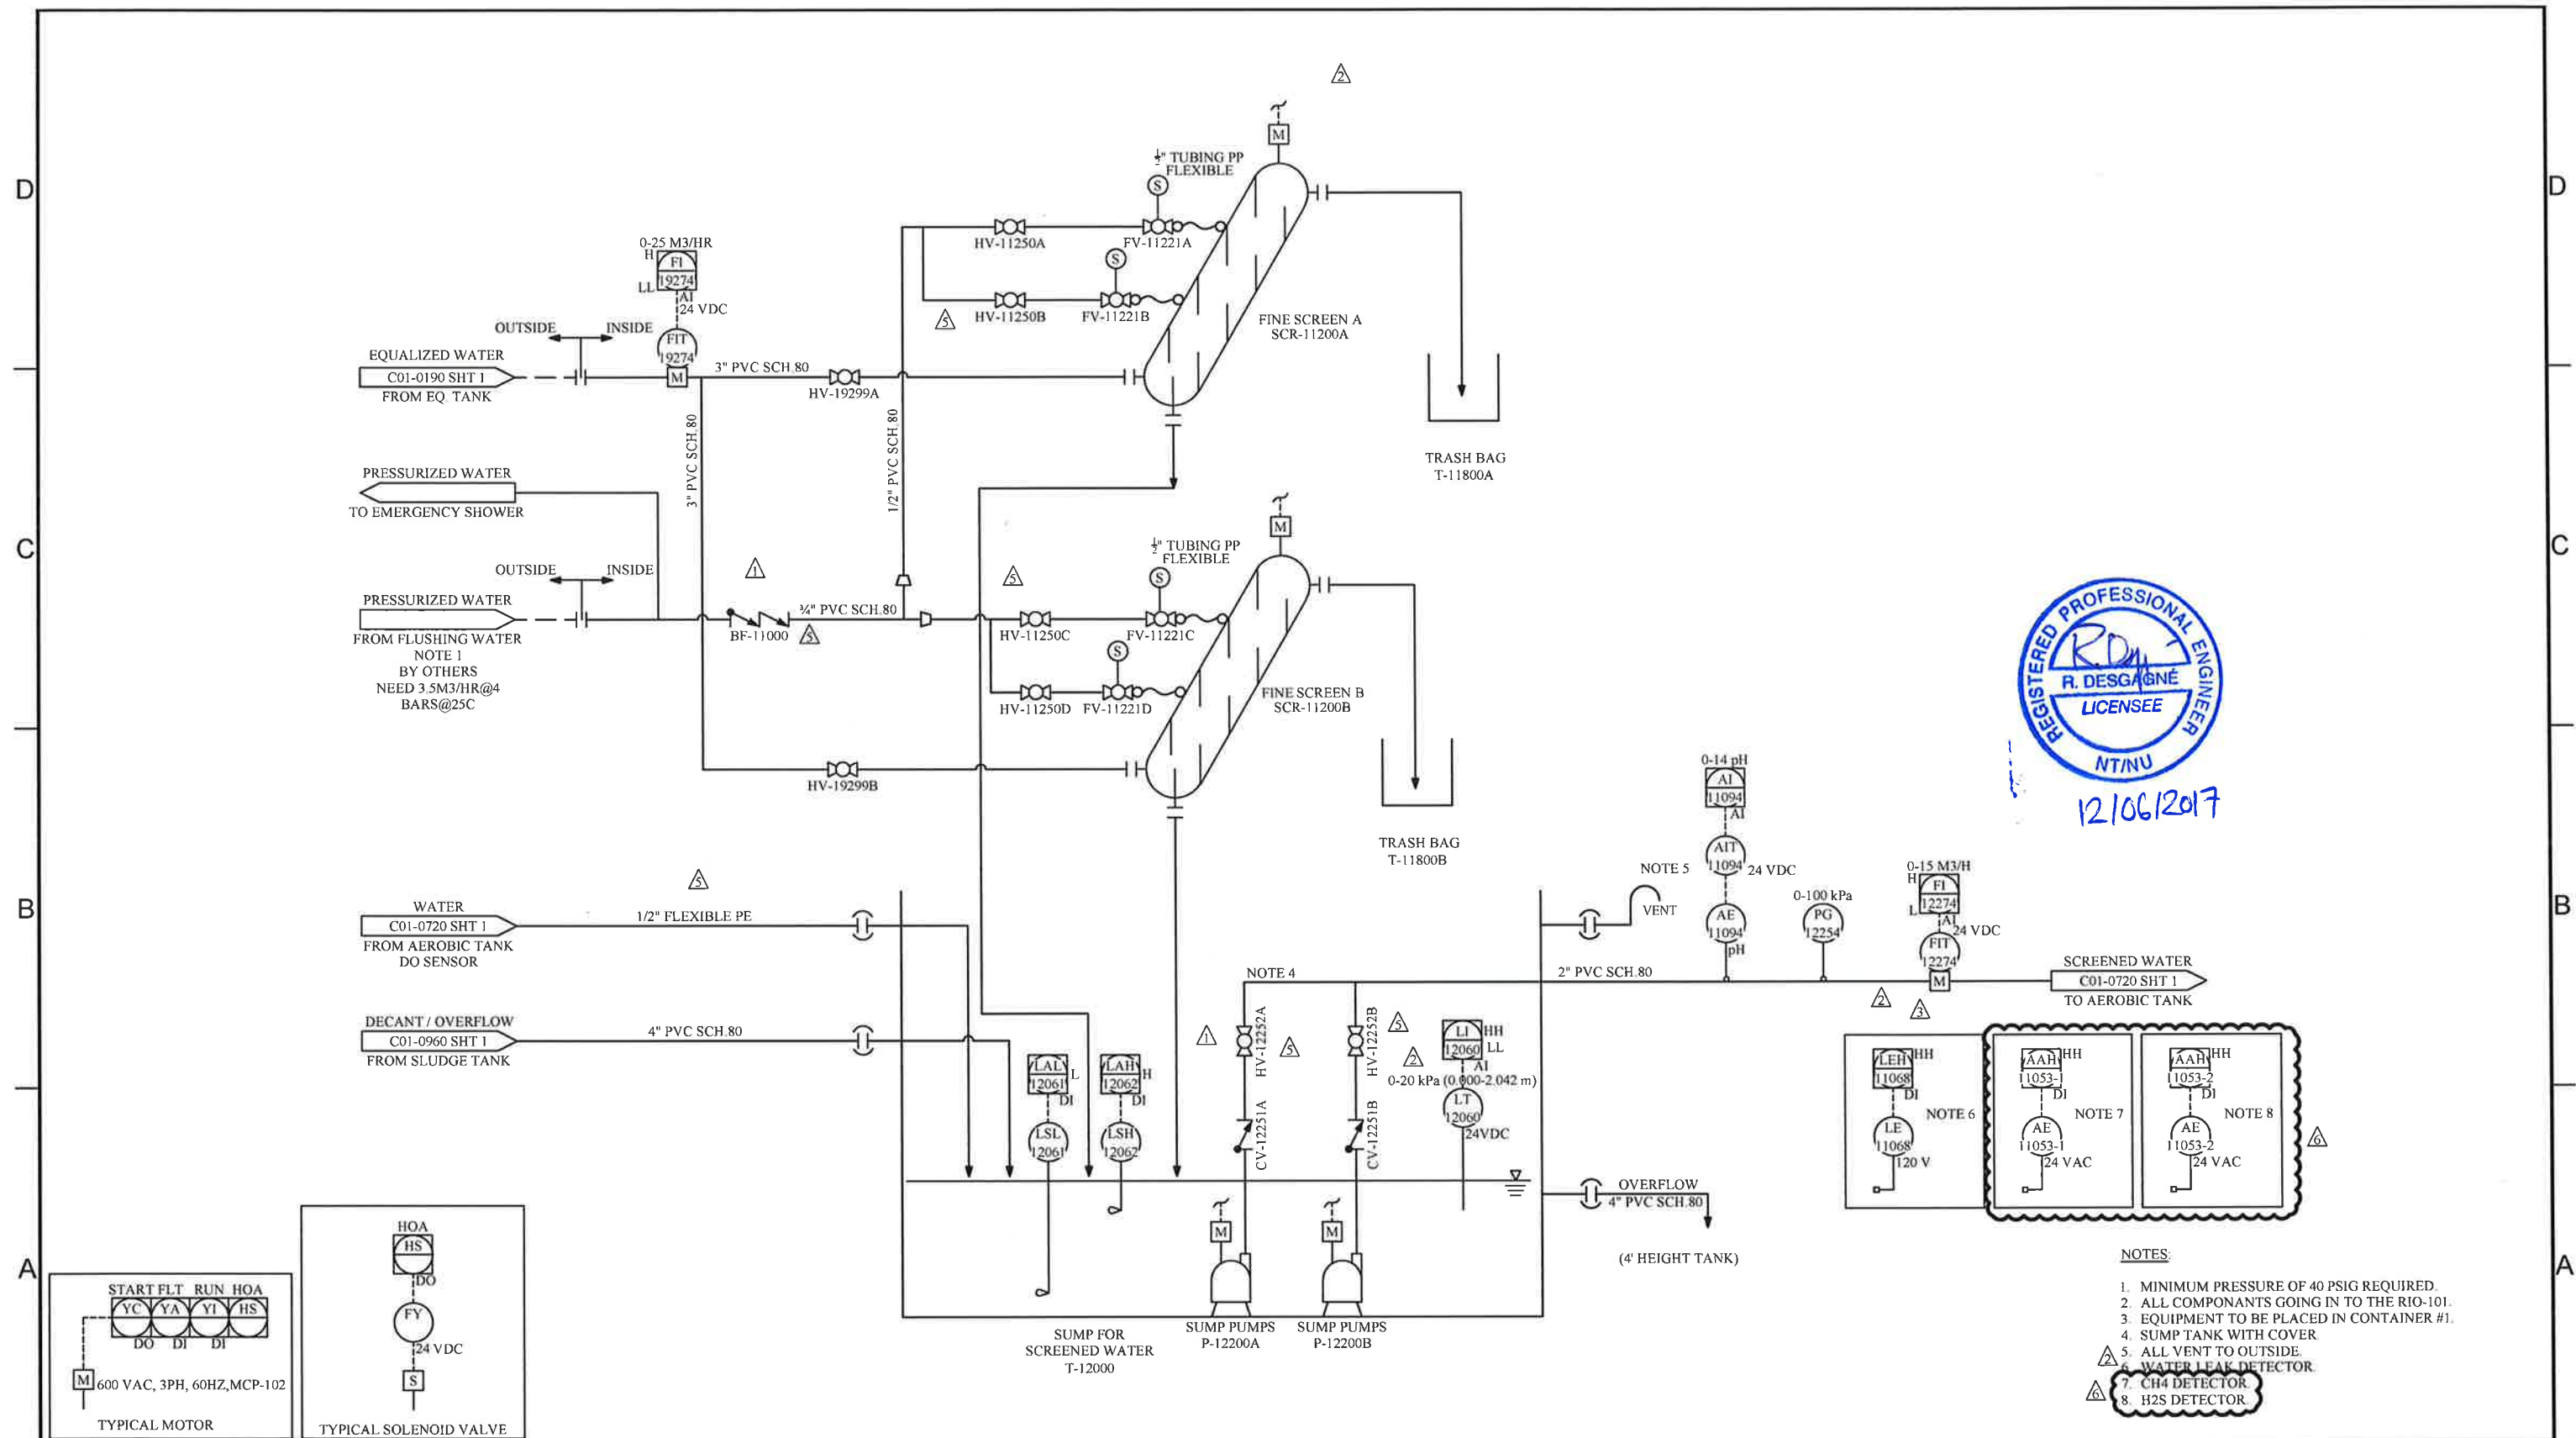 2
M
½" TUBING PP
FLEXIBLE
S
D
D
HV-11250A
FV-11221A
0-25 M3/HR
H
FI
19274
LL
AI
24 VDC
S
HV-11250B
FV-11221B
5
FINE SCREEN A
SCR-11200A
OUTSIDE
INSIDE
FIT
19274
M
EQUALIZED WATER
C01-0190 SHT 1
FROM EQ. TANK
3" PVC SCH.80
HV-19299A
3" PVC SCH.80
1/2" PVC SCH.80
TRASH BAG
T-11800A
PRESSURIZED WATER
TO EMERGENCY SHOWER
M
C
C
½" TUBING PP
FLEXIBLE
S
OUTSIDE
INSIDE
1
5
PRESSURIZED WATER
FROM FLUSHING WATER
NOTE 1
BY OTHERS
NEED 3.5M3/HR@4
BARS@25C
BF-11000
¾" PVC SCH.80
5
HV-11250C
FV-11221C
S
HV-11250D
FV-11221D
FINE SCREEN B
SCR-11200B
HV-19299B
TRASH BAG
T-11800B
REGISTERED PROFESSIONAL ENGINEER
R. DESGAGNÉ
LICENSEE
NT/NU
12/06/2017
0-14 pH
AI
11094
AI
AIT
11094
24 VDC
AE
11094
pH
0-100 kPa
PG
12254
0-15 M3/H
H
FI
12274
L
AI
24 VDC
FIT
12274
M
B
B
5
WATER
C01-0720 SHT 1
FROM AEROBIC TANK
DO SENSOR
1/2" FLEXIBLE PE
NOTE 5
VENT
NOTE 4
2" PVC SCH.80
2
3
SCREENED WATER
C01-0720 SHT 1
TO AEROBIC TANK
DECANT / OVERFLOW
C01-0960 SHT 1
FROM SLUDGE TANK
4" PVC SCH.80
LAL
12061
L
DI
LSL
12061
LAH
12062
H
DI
LSH
12062
1
HV-12252A
5
CV-12251A
HV-12252B
5
CV-12251B
2
LI
12060
HH
LL
AI
0-20 kPa (0.000-2.042 m)
LT
12060
24VDC
LEH
11068
HH
DI
NOTE 6
LE
11068
120 V
AAH
11053-1
HH
DI
NOTE 7
AE
11053-1
24 VAC
AAH
11053-2
HH
DI
NOTE 8
AE
11053-2
24 VAC
6
OVERFLOW
4" PVC SCH.80
(4' HEIGHT TANK)
M
M
SUMP FOR
SCREENED WATER
T-12000
SUMP PUMPS
P-12200A
SUMP PUMPS
P-12200B
A
A
START FLT RUN HOA
YC YA YI HS
DO DI DI
M
600 VAC, 3PH, 60HZ,MCP-102
TYPICAL MOTOR
HOA
HS
DO
FY
24 VDC
S
TYPICAL SOLENOID VALVE
NOTES:
1. MINIMUM PRESSURE OF 40 PSIG REQUIRED.
2. ALL COMPONANTS GOING IN TO THE RIO-101.
3. EQUIPMENT TO BE PLACED IN CONTAINER #1.
4. SUMP TANK WITH COVER
5. ALL VENT TO OUTSIDE.
2
6. WATER LEAK DETECTOR.
7. CH4 DETECTOR.
6
8. H2S DETECTOR.